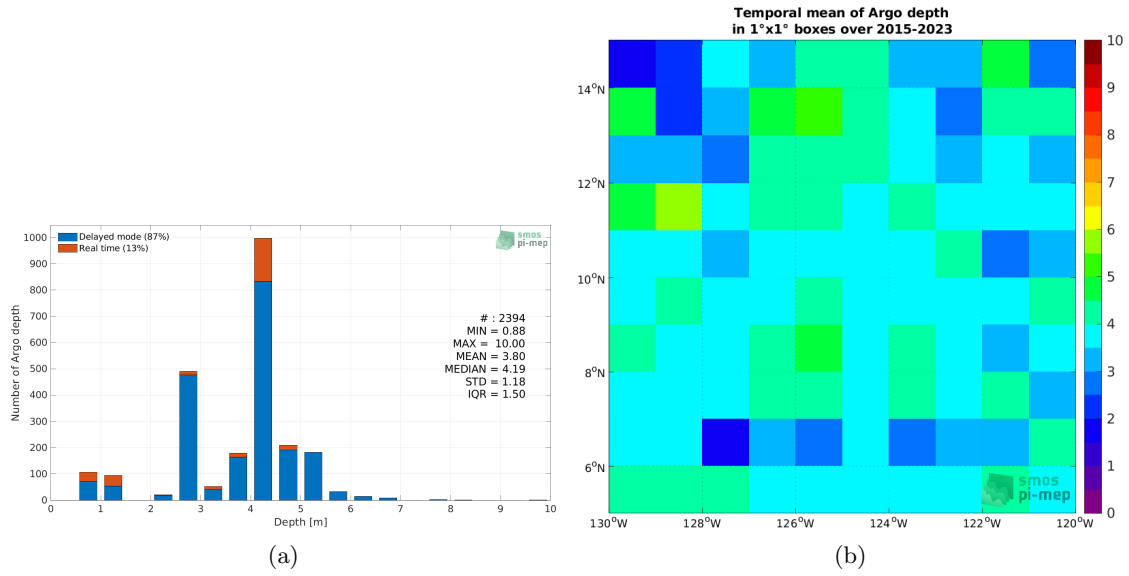 Delayed mode (87%)
Real time (13%)
smos
pi-mep
1000
900
800
700
600
500
400
300
200
100
0
Number of Argo depth
# : 2394
MIN = 0.88
MAX = 10.00
MEAN = 3.80
MEDIAN = 4.19
STD = 1.18
IQR = 1.50
0 1 2 3 4 5 6 7 8 9 10
Depth [m]
(a)
Temporal mean of Argo depth
in 1°x1° boxes over 2015-2023
14°N
12°N
10°N
8°N
6°N
130°W 128°W 126°W 124°W 122°W 120°W
smos
pi-mep
10
9
8
7
6
5
4
3
2
1
0
(b)